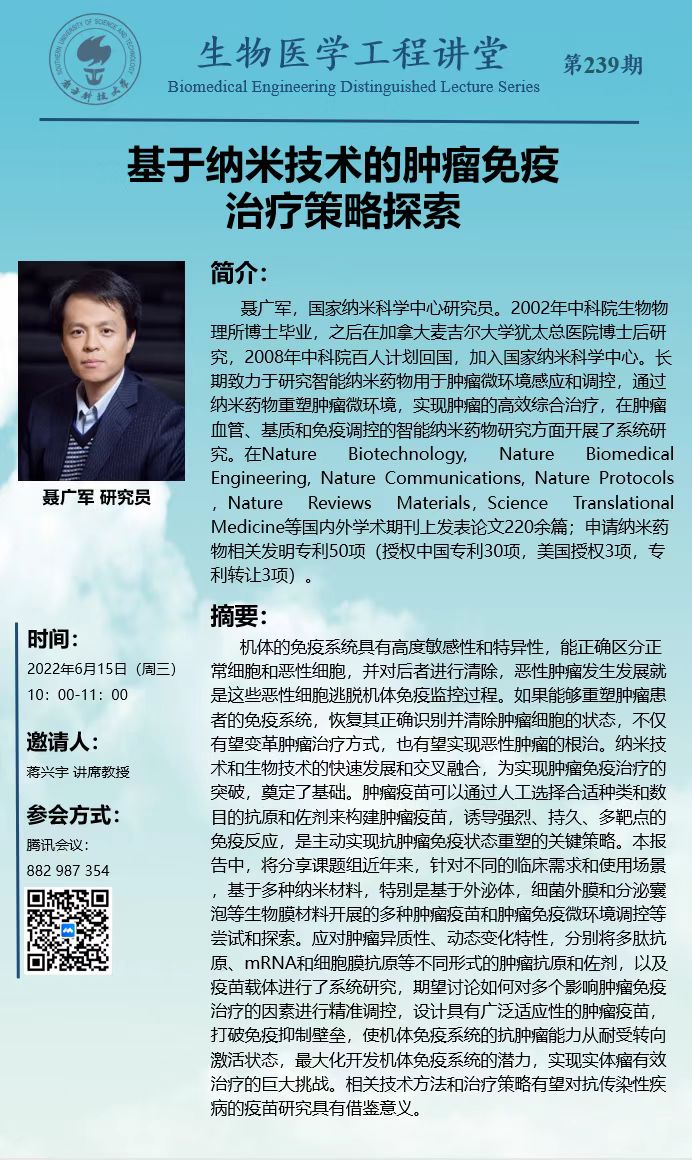 SOUTHERN UNIVERSITY OF SCIENCE AND TECHNOLOGY
南方科技大学
生物医学工程讲堂
第239期
Biomedical Engineering Distinguished Lecture Series
基于纳米技术的肿瘤免疫
治疗策略探索
聂广军 研究员
简介：
聂广军，国家纳米科学中心研究员。2002年中科院生物物
理所博士毕业，之后在加拿大麦吉尔大学犹太总医院博士后研
究，2008年中科院百人计划回国，加入国家纳米科学中心。长
期致力于研究智能纳米药物用于肿瘤微环境感应和调控，通过
纳米药物重塑肿瘤微环境，实现肿瘤的高效综合治疗，在肿瘤
血管、基质和免疫调控的智能纳米药物研究方面开展了系统研
究。在Nature Biotechnology, Nature Biomedical
Engineering, Nature Communications, Nature Protocols
, Nature Reviews Materials, Science Translational
Medicine等国内外学术期刊上发表论文220余篇；申请纳米药
物相关发明专利50项（授权中国专利30项，美国授权3项，专
利转让3项）。
时间：
2022年6月15日（周三）
10：00-11：00
邀请人：
蒋兴宇 讲席教授
参会方式：
腾讯会议：
882 987 354
摘要：
机体的免疫系统具有高度敏感性和特异性，能正确区分正
常细胞和恶性细胞，并对后者进行清除，恶性肿瘤发生发展就
是这些恶性细胞逃脱机体免疫监控过程。如果能够重塑肿瘤患
者的免疫系统，恢复其正确识别并清除肿瘤细胞的状态，不仅
有望变革肿瘤治疗方式，也有望实现恶性肿瘤的根治。纳米技
术和生物技术的快速发展和交叉融合，为实现肿瘤免疫治疗的
突破，奠定了基础。肿瘤疫苗可以通过人工选择合适种类和数
目的抗原和佐剂来构建肿瘤疫苗，诱导强烈、持久、多靶点的
免疫反应，是主动实现抗肿瘤免疫状态重塑的关键策略。本报
告中，将分享课题组近年来，针对不同的临床需求和使用场景
，基于多种纳米材料，特别是基于外泌体，细菌外膜和分泌囊
泡等生物膜材料开展的多种肿瘤疫苗和肿瘤免疫微环境调控等
尝试和探索。应对肿瘤异质性、动态变化特性，分别将多肽抗
原、mRNA和细胞膜抗原等不同形式的肿瘤抗原和佐剂，以及
疫苗载体进行了系统研究，期望讨论如何对多个影响肿瘤免疫
治疗的因素进行精准调控，设计具有广泛适应性的肿瘤疫苗，
打破免疫抑制壁垒，使机体免疫系统的抗肿瘤能力从耐受转向
激活状态，最大化开发机体免疫系统的潜力，实现实体瘤有效
治疗的巨大挑战。相关技术方法和治疗策略有望对抗传染性疾
病的疫苗研究具有借鉴意义。